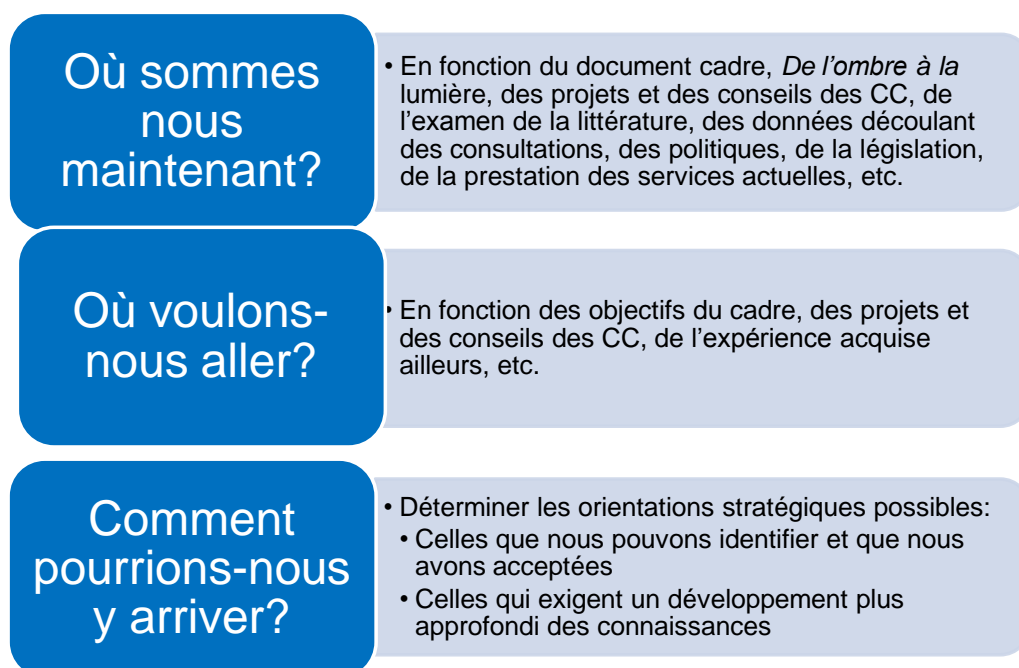 Où sommes
nous
maintenant?
• En fonction du document cadre, De l’ombre à la
lumière, des projets et des conseils des CC, de
l’examen de la littérature, des données découlant
des consultations, des politiques, de la législation,
de la prestation des services actuelles, etc.
Où voulons-
nous aller?
• En fonction des objectifs du cadre, des projets et
des conseils des CC, de l’expérience acquise
ailleurs, etc.
Comment
pourrions-nous
y arriver?
• Déterminer les orientations stratégiques possibles:
• Celles que nous pouvons identifier et que nous
avons acceptées
• Celles qui exigent un développement plus
approfondi des connaissances